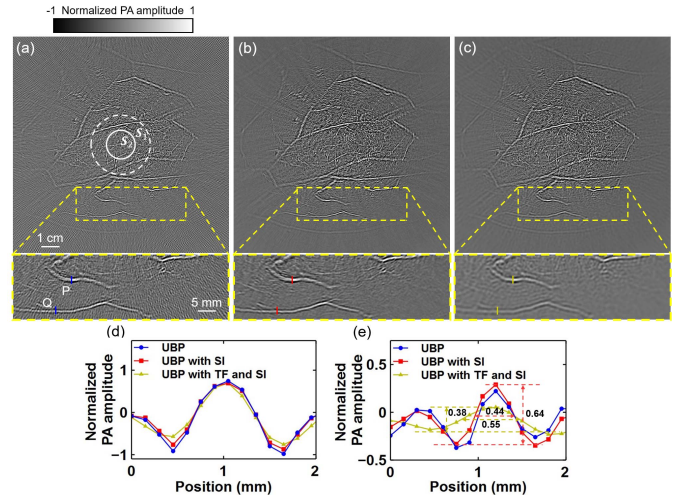 -1 Normalized PA amplitude 1
(a)
(b)
(c)
S₁
S₂
1 cm
P
Q
5 mm
(d)
(e)
UBP
UBP with SI
UBP with TF and SI
Normalized
PA amplitude
1
0
-1
0
1
2
Position (mm)
UBP
UBP with SI
UBP with TF and SI
Normalized
PA amplitude
0.5
0
-0.5
0.38
0.44
0.55
0.64
0
1
2
Position (mm)